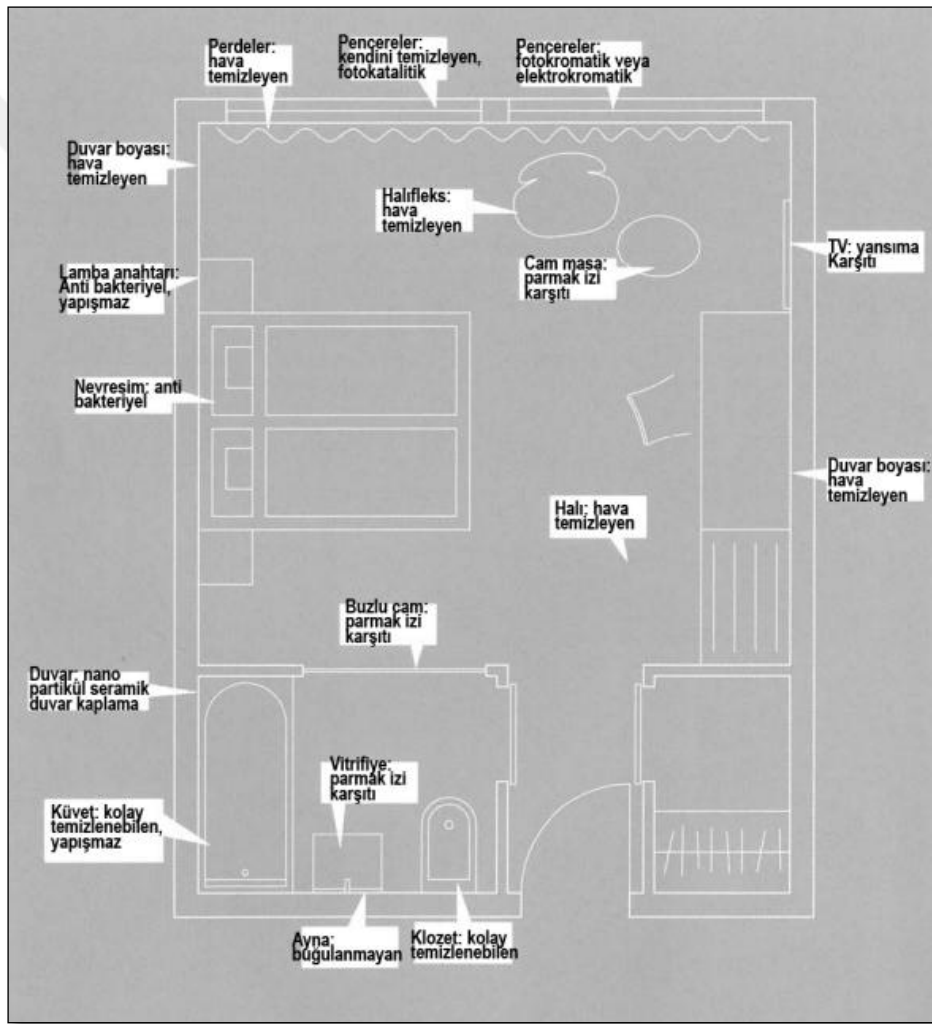 Perdeler:
hava
temizleyen
Pençereler:
kendini temizleyen,
fotokatalitik
Pençereler:
fotokromatik veya
elektrokromatik
Duvar boyası:
hava
temizleyen
Halıfleks:
hava
temizleyen
TV: yansıma
Karşıtı
Lamba anahtarı:
Anti bakteriyel,
yapışmaz
Cam masa:
parmak izi
karşıtı
Nevresim: anti
bakteriyel
Duvar boyası:
hava
temizleyen
Halı: hava
temizleyen
Buzlu cam:
parmak izi
karşıtı
Duvar: nano
partikül seramik
duvar kaplama
Vitrifiye:
parmak izi
karşıtı
Küvet: kolay
temizlenebilen,
yapışmaz
Ayna:
buğulanmayan
Klozet: kolay
temizlenebilen